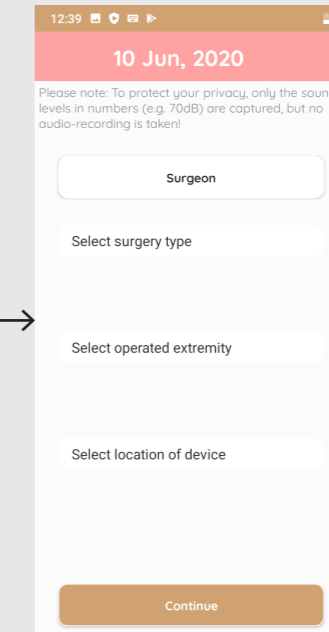 12:39
10 Jun, 2020
Please note: To protect your privacy, only the soun
levels in numbers (e.g. 70dB) are captured, but no
audio-recording is taken!
Surgeon
Select surgery type
Select operated extremity
Select location of device
Continue